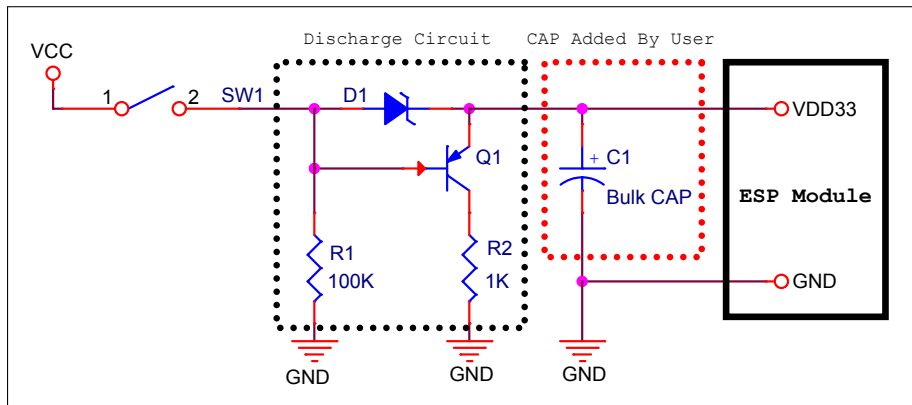 Discharge Circuit
CAP Added By User
VCC
1
2
SW1
D1
VDD33
Q1
+
C1
Bulk CAP
ESP Module
R1
100K
R2
1K
GND
GND
GND
GND